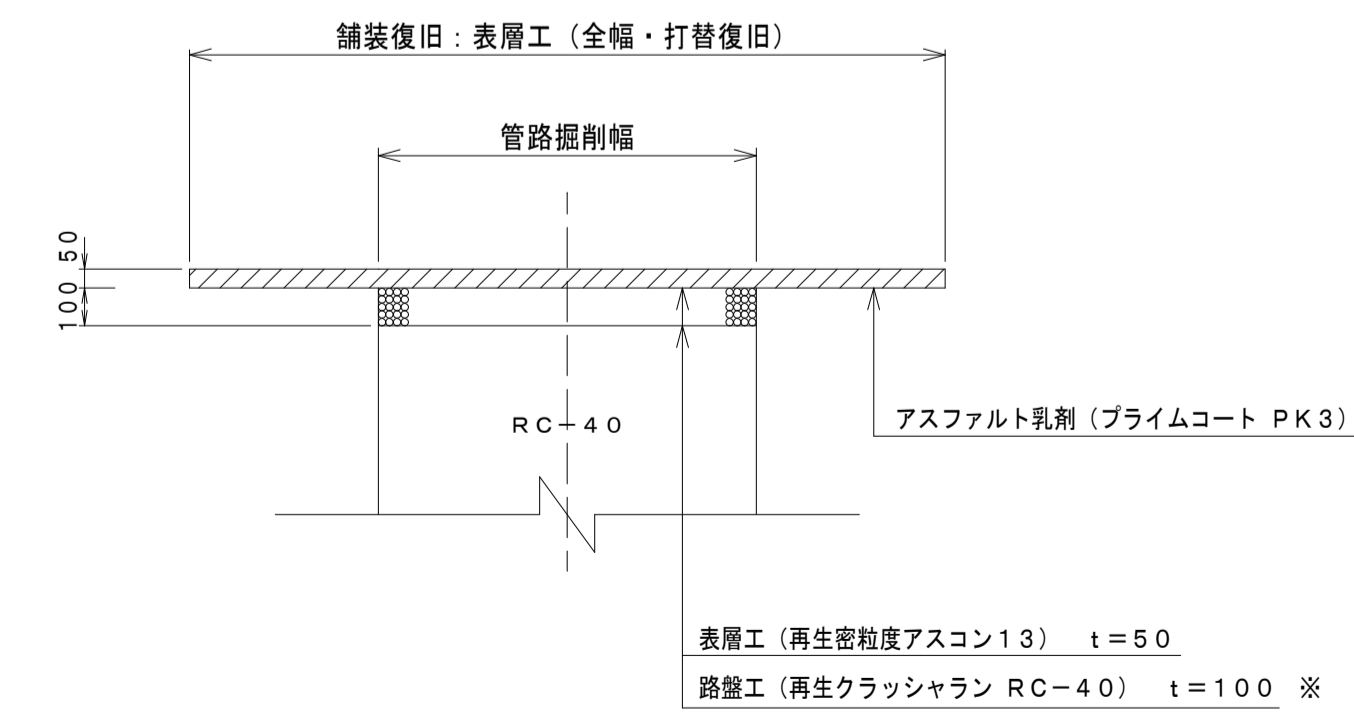 舗装復旧：表層工（全幅・打替復旧）
管路掘削幅
50
100
RC－40
アスファルト乳剤（プライムコート　PK3）
表層工（再生密粒度アスコン13）　t＝50
路盤工（再生クラッシャラン　RC－40）　t＝100　※